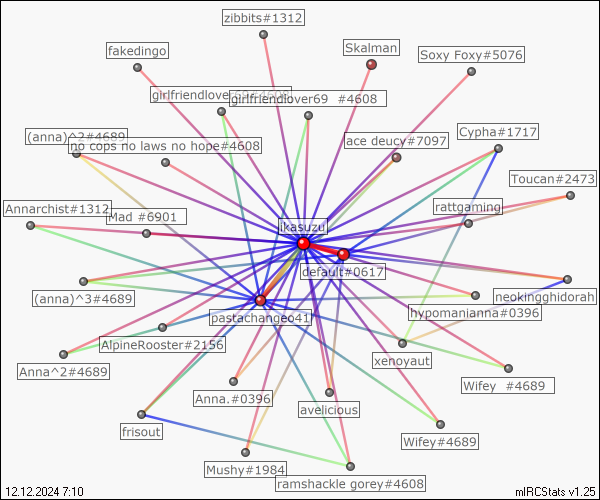 zibbits#1312
fakedingo
Skalman
Soxy Foxy#5076
girlfriendlover69
girlfriendlover69 #4608
(anna)^2#4689
no cops no laws no hope#4608
ace deucy#7097
Cypha#1717
Toucan#2473
Annarchist#1312
Mad #6901
rattgaming
ikasuzu
default#0617
(anna)^3#4689
pastachangeo41
hypomanianna#0396
neokingghidorah
AlpineRooster#2156
xenoyaut
Anna^2#4689
Anna.#0396
avelicious
Wifey #4689
frisout
Wifey#4689
Mushy#1984
ramshackle gorey#4608
12.12.2024 7:10
mIRCStats v1.25